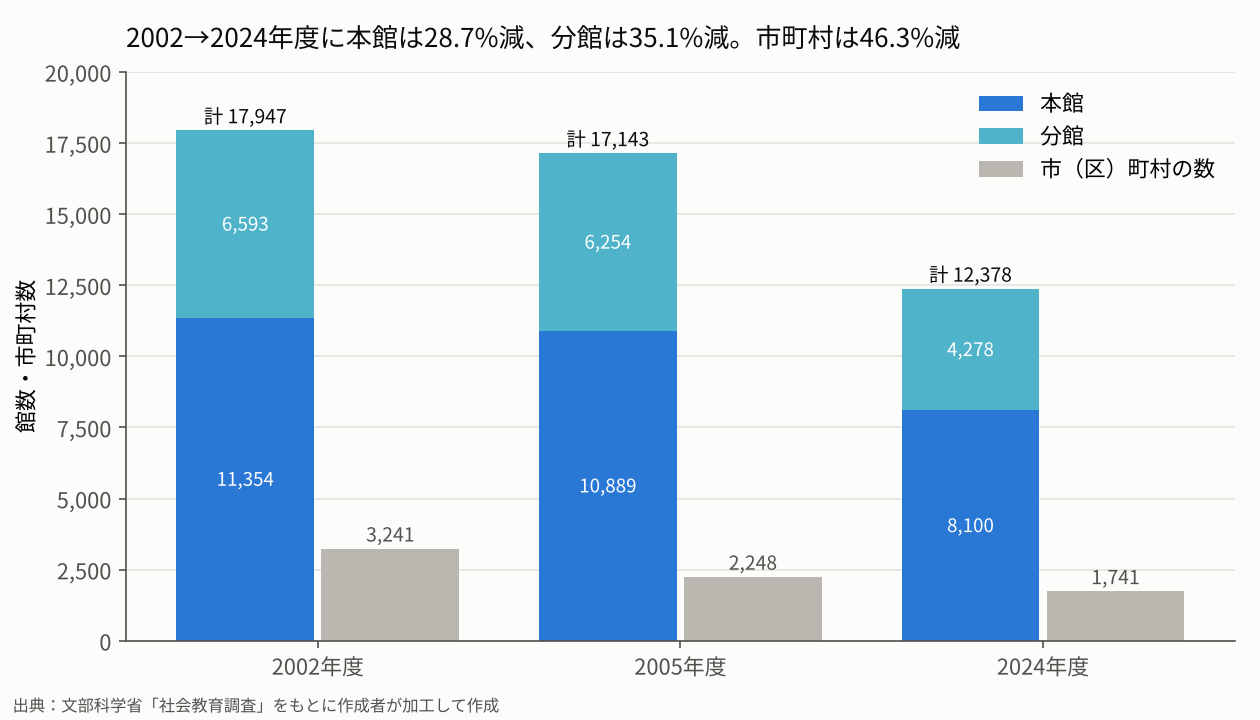 2002→2024年度に本館は28.7%減、分館は35.1%減。市町村は46.3%減
館数・市町村数
20,000
17,500
15,000
12,500
10,000
7,500
5,000
2,500
0
本館
分館
市（区）町村の数
計 17,947
6,593
11,354
3,241
計 17,143
6,254
10,889
2,248
計 12,378
4,278
8,100
1,741
2002年度
2005年度
2024年度
出典：文部科学省「社会教育調査」をもとに作成者が加工して作成